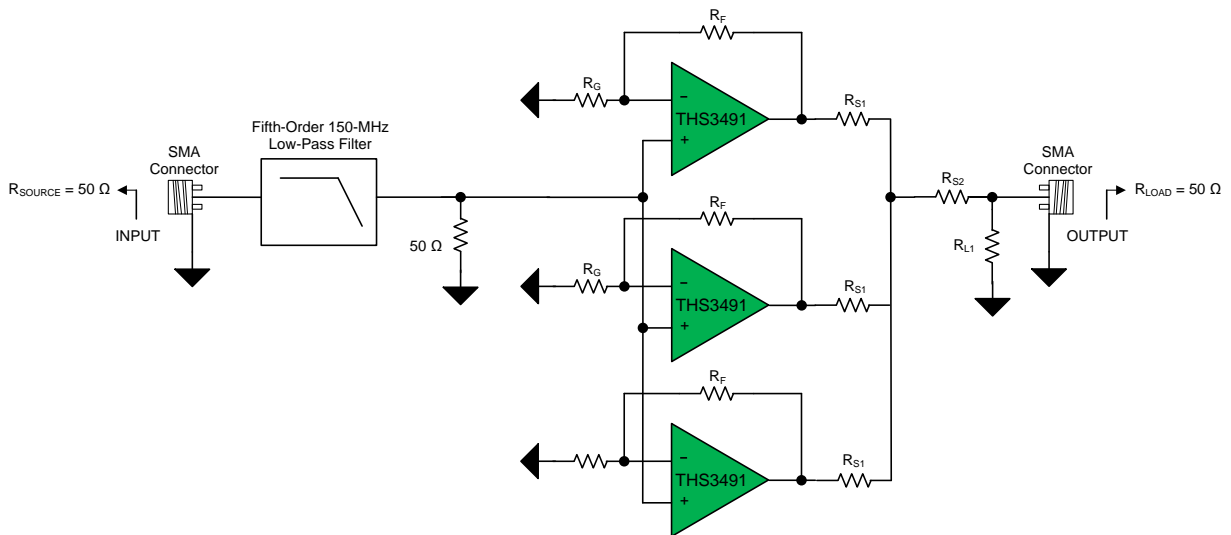 R_F
R_G
−
THS3491
+
R_S1
Fifth-Order 150-MHz
Low-Pass Filter
SMA
Connector
R_SOURCE = 50 Ω
INPUT
50 Ω
R_F
R_G
−
THS3491
+
R_S1
R_S2
R_L1
SMA
Connector
R_LOAD = 50 Ω
OUTPUT
R_F
−
THS3491
+
R_S1